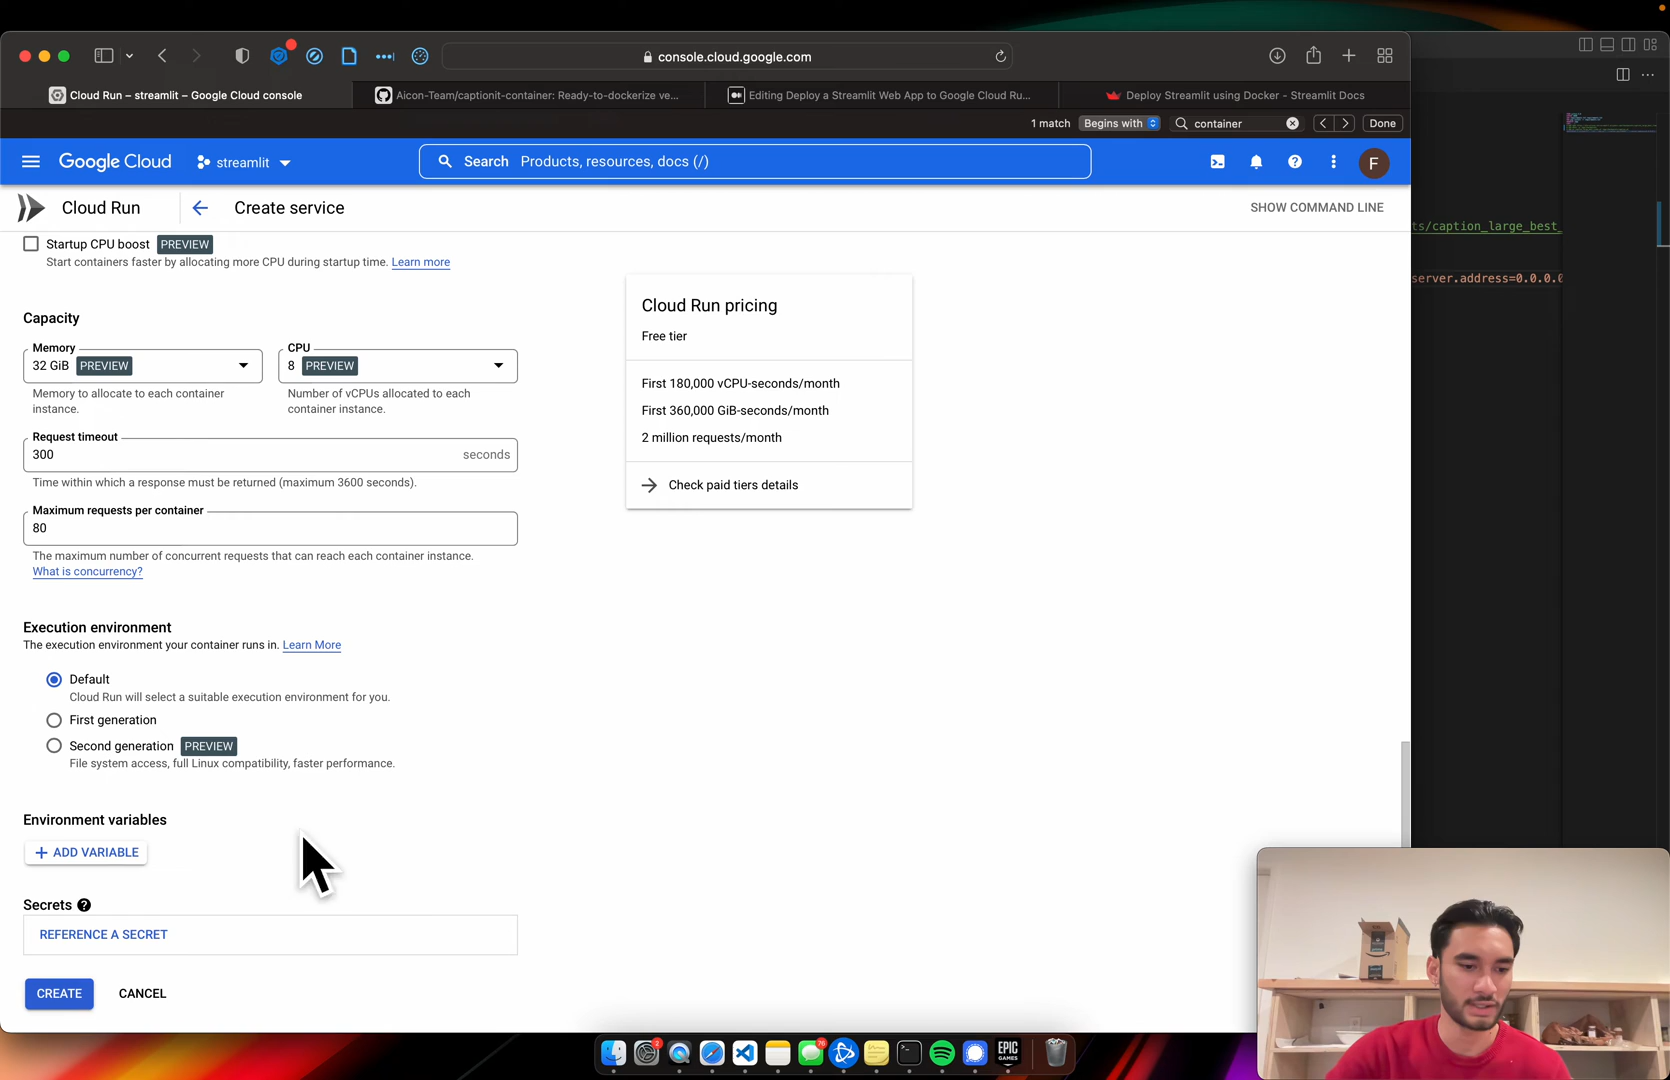 console.cloud.google.com
Cloud Run – streamlit – Google Cloud console
Aicon-Team/captionit-container: Ready-to-dockerize ve...
Editing Deploy a Streamlit Web App to Google Cloud Ru...
Deploy Streamlit using Docker - Streamlit Docs
1 match
Begins with
container
Done
Google Cloud
streamlit
Search Products, resources, docs (/)
F
Cloud Run
Create service
SHOW COMMAND LINE
Startup CPU boost PREVIEW
Start containers faster by allocating more CPU during startup time. Learn more
Capacity
Memory
32 GiB PREVIEW
Memory to allocate to each container
instance.
CPU
8 PREVIEW
Number of vCPUs allocated to each
container instance.
Request timeout
300 seconds
Time within which a response must be returned (maximum 3600 seconds).
Maximum requests per container
80
The maximum number of concurrent requests that can reach each container instance.
What is concurrency?
Execution environment
The execution environment your container runs in. Learn More
Default
Cloud Run will select a suitable execution environment for you.
First generation
Second generation PREVIEW
File system access, full Linux compatibility, faster performance.
Environment variables
+ ADD VARIABLE
Secrets
REFERENCE A SECRET
CREATE CANCEL
Cloud Run pricing
Free tier
First 180,000 vCPU-seconds/month
First 360,000 GiB-seconds/month
2 million requests/month
Check paid tiers details
ts/caption_large_best_
server.address=0.0.0.0
2
76
EPIC
GAMES